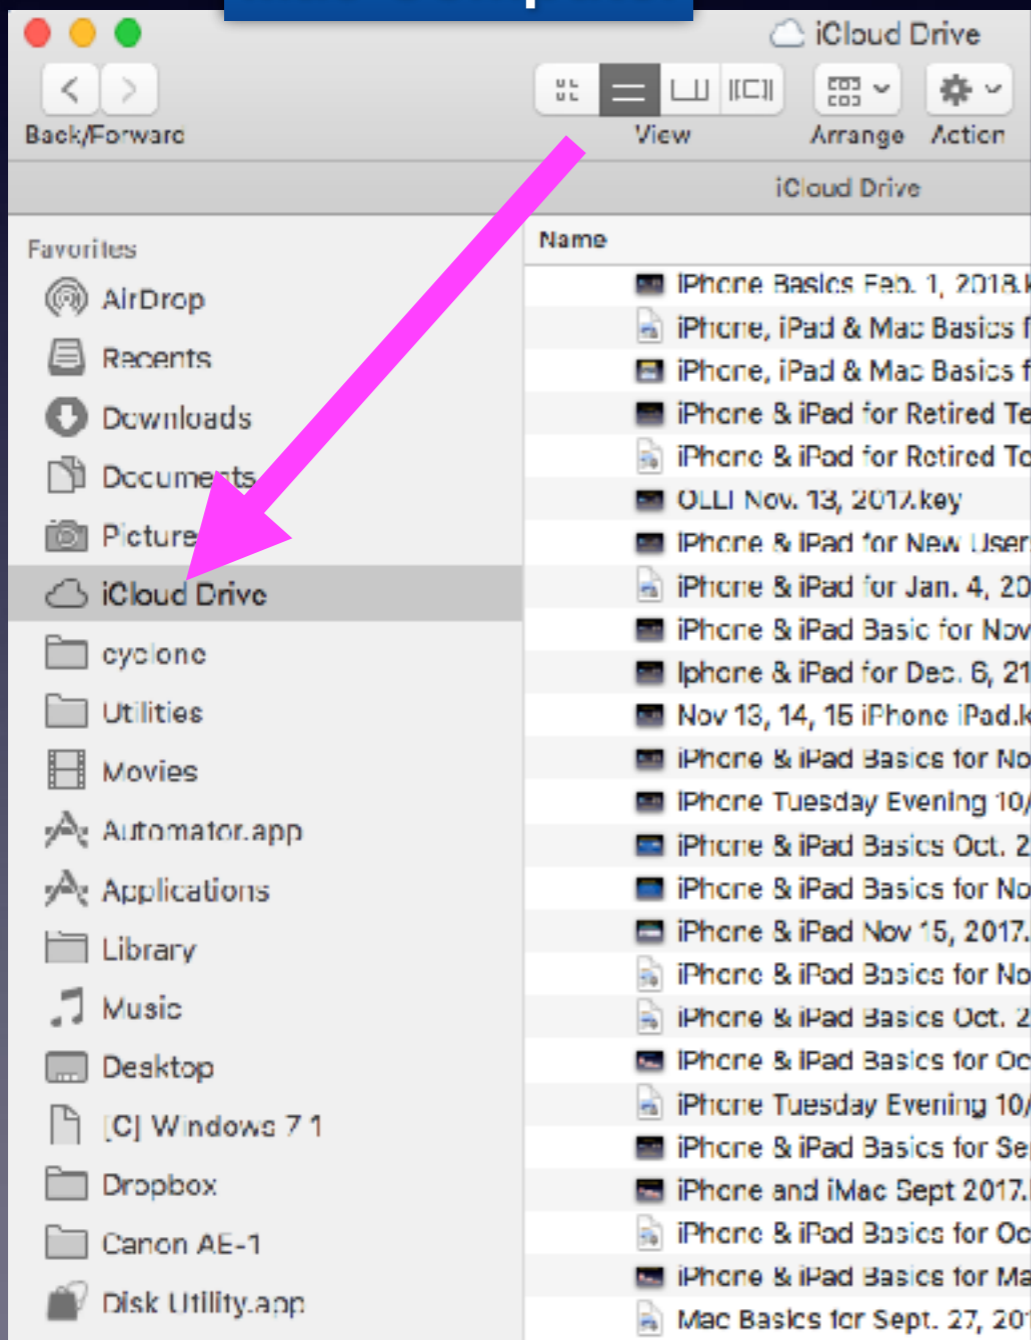 iCloud Drive
Back/Forward
View
Arrange
Action
iCloud Drive
Favorites
AirDrop
Recents
Downloads
Documents
Picture
iCloud Drive
cyclone
Utilities
Movies
Automator.app
Applications
Library
Music
Desktop
[C] Windows 7 1
Dropbox
Canon AE-1
Disk Utility.app
Name
iPhone Basics Feb. 1, 2018.k
iPhone, iPad & Mac Basics f
iPhone, iPad & Mac Basics f
iPhone & iPad for Retired Te
iPhone & iPad for Retired Te
OLLI Nov. 13, 2017.key
iPhone & iPad for New User
iPhone & iPad for Jan. 4, 20
iPhone & iPad Basic for Nov
Iphone & iPad for Dec. 6, 21
Nov 13, 14, 15 iPhone iPad.k
iPhone & iPad Basics for No
iPhone Tuesday Evening 10/
iPhone & iPad Basics Oct. 2
iPhone & iPad Basics for No
iPhone & iPad Nov 15, 2017.
iPhone & iPad Basics for No
iPhone & iPad Basics Oct. 2
iPhone & iPad Basics for Oc
iPhone Tuesday Evening 10/
iPhone & iPad Basics for Se
iPhone and iMac Sept 2017.
iPhone & iPad Basics for Oc
iPhone & iPad Basics for Ma
Mac Basics for Sept. 27, 201